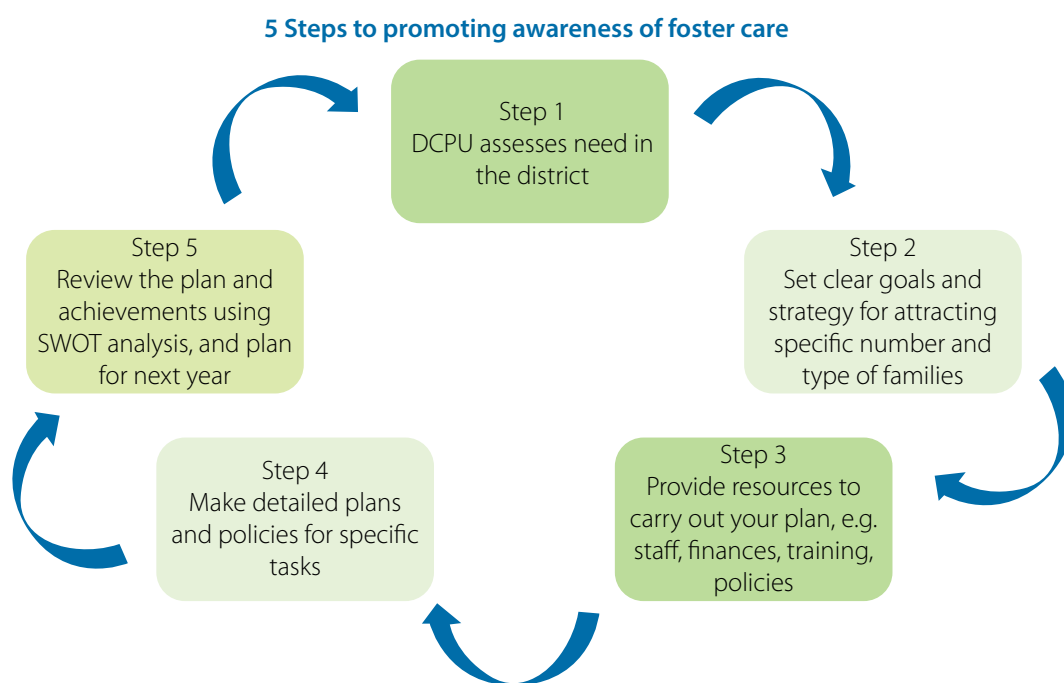 5 Steps to promoting awareness of foster care
Step 1
DCPU assesses need in
the district
Step 2
Set clear goals and
strategy for attracting
specific number and
type of families
Step 3
Provide resources to
carry out your plan, e.g.
staff, finances, training,
policies
Step 4
Make detailed plans
and policies for specific
tasks
Step 5
Review the plan and
achievements using
SWOT analysis, and plan
for next year